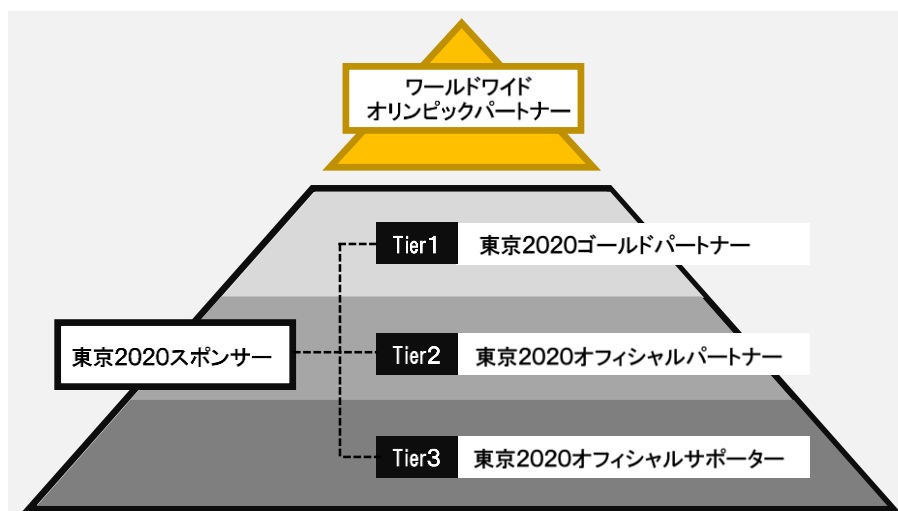 ワールドワイド
オリンピックパートナー
Tier1 東京2020ゴールドパートナー
東京2020スポンサー
Tier2 東京2020オフィシャルパートナー
Tier3 東京2020オフィシャルサポーター